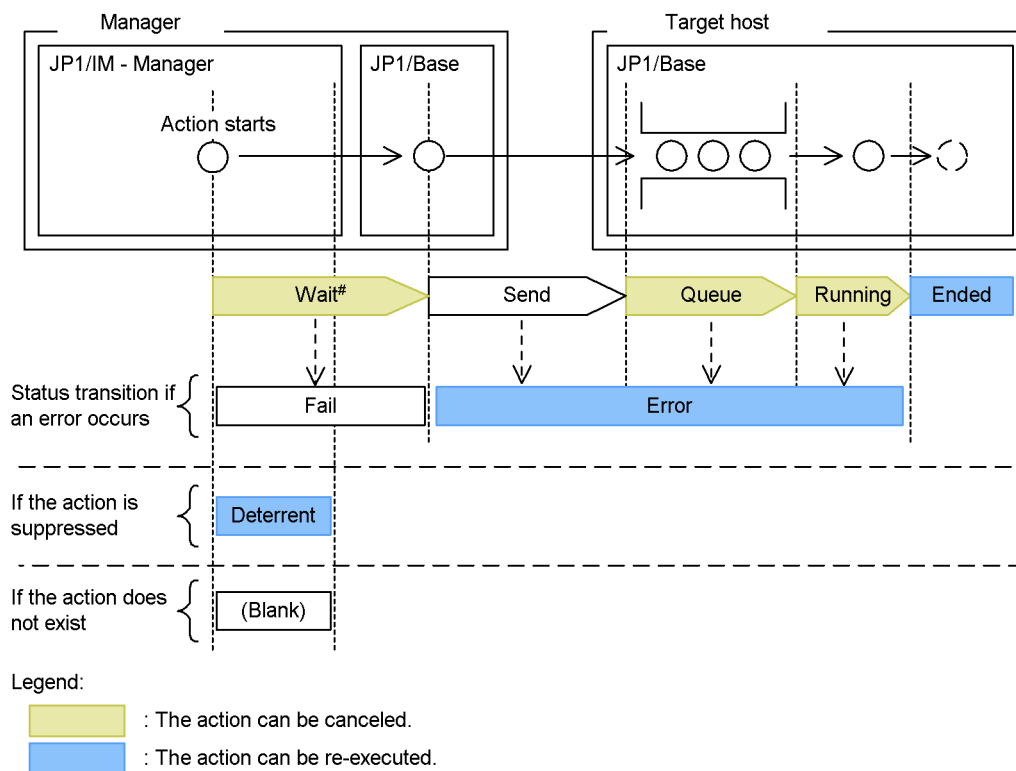 Manager
Target host
JP1/IM - Manager
JP1/Base
JP1/Base
Action starts
Wait#
Send
Queue
Running
Ended
Status transition if
an error occurs
Fail
Error
If the action is
suppressed
Deterrent
If the action does
not exist
(Blank)
Legend:
: The action can be canceled.
: The action can be re-executed.